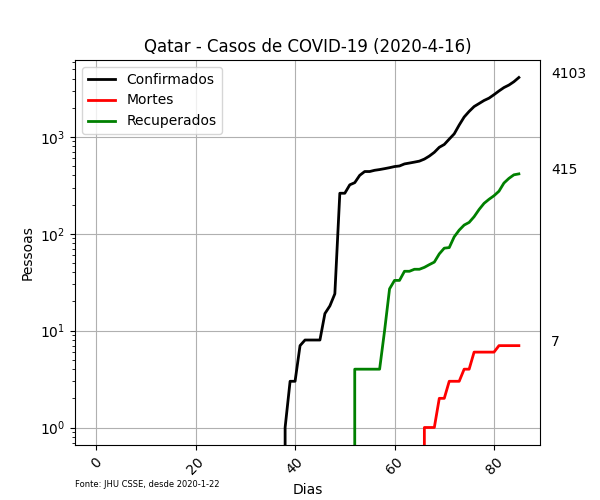 Qatar - Casos de COVID-19 (2020-4-16)
Confirmados
Mortes
Recuperados
4103
415
7
Pessoas
10³
10²
10¹
10⁰
0
20
40
60
80
Dias
Fonte: JHU CSSE, desde 2020-1-22